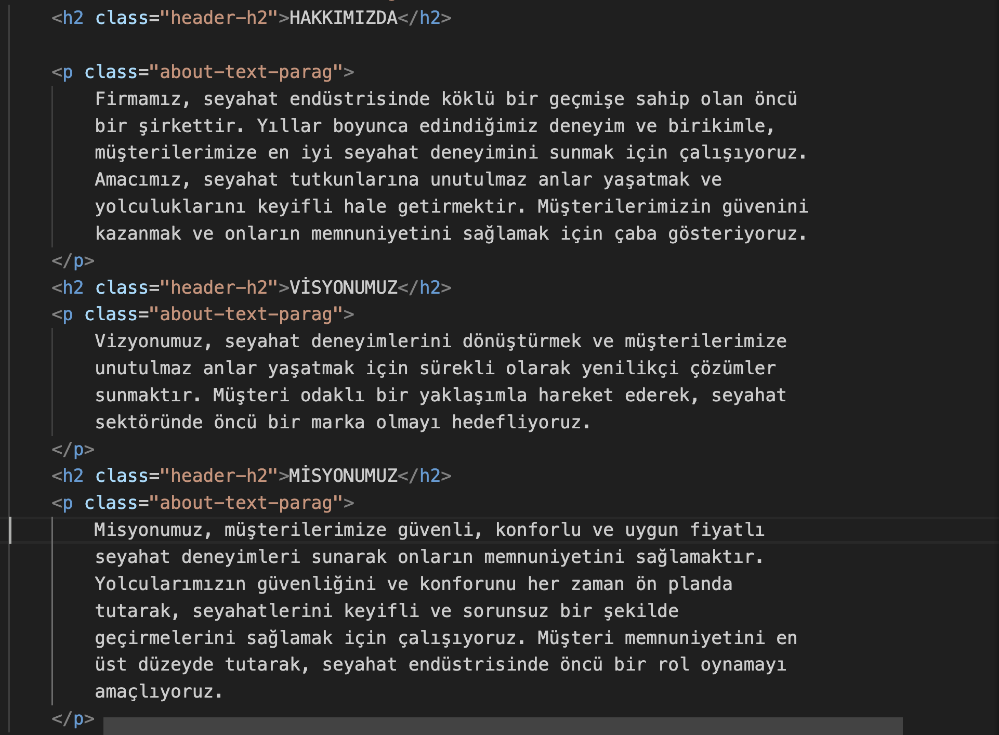 <h2 class="header-h2">HAKKIMIZDA</h2>
<p class="about-text-parag">
Firmamız, seyahat endüstrisinde köklü bir geçmişe sahip olan öncü
bir şirkettir. Yıllar boyunca edindiğimiz deneyim ve birikimle,
müşterilerimize en iyi seyahat deneyimini sunmak için çalışıyoruz.
Amacımız, seyahat tutkunlarına unutulmaz anlar yaşatmak ve
yolculuklarını keyifli hale getirmektir. Müşterilerimizin güvenini
kazanmak ve onların memnuniyetini sağlamak için çaba gösteriyoruz.
</p>
<h2 class="header-h2">VİSYONUMUZ</h2>
<p class="about-text-parag">
Vizyonumuz, seyahat deneyimlerini dönüştürmek ve müşterilerimize
unutulmaz anlar yaşatmak için sürekli olarak yenilikçi çözümler
sunmaktır. Müşteri odaklı bir yaklaşımla hareket ederek, seyahat
sektöründe öncü bir marka olmayı hedefliyoruz.
</p>
<h2 class="header-h2">MİSYONUMUZ</h2>
<p class="about-text-parag">
Misyonumuz, müşterilerimize güvenli, konforlu ve uygun fiyatlı
seyahat deneyimleri sunarak onların memnuniyetini sağlamaktır.
Yolcularımızın güvenliğini ve konforunu her zaman ön planda
tutarak, seyahatlerini keyifli ve sorunsuz bir şekilde
geçirmelerini sağlamak için çalışıyoruz. Müşteri memnuniyetini en
üst düzeyde tutarak, seyahat endüstrisinde öncü bir rol oynamayı
amaçlıyoruz.
</p>